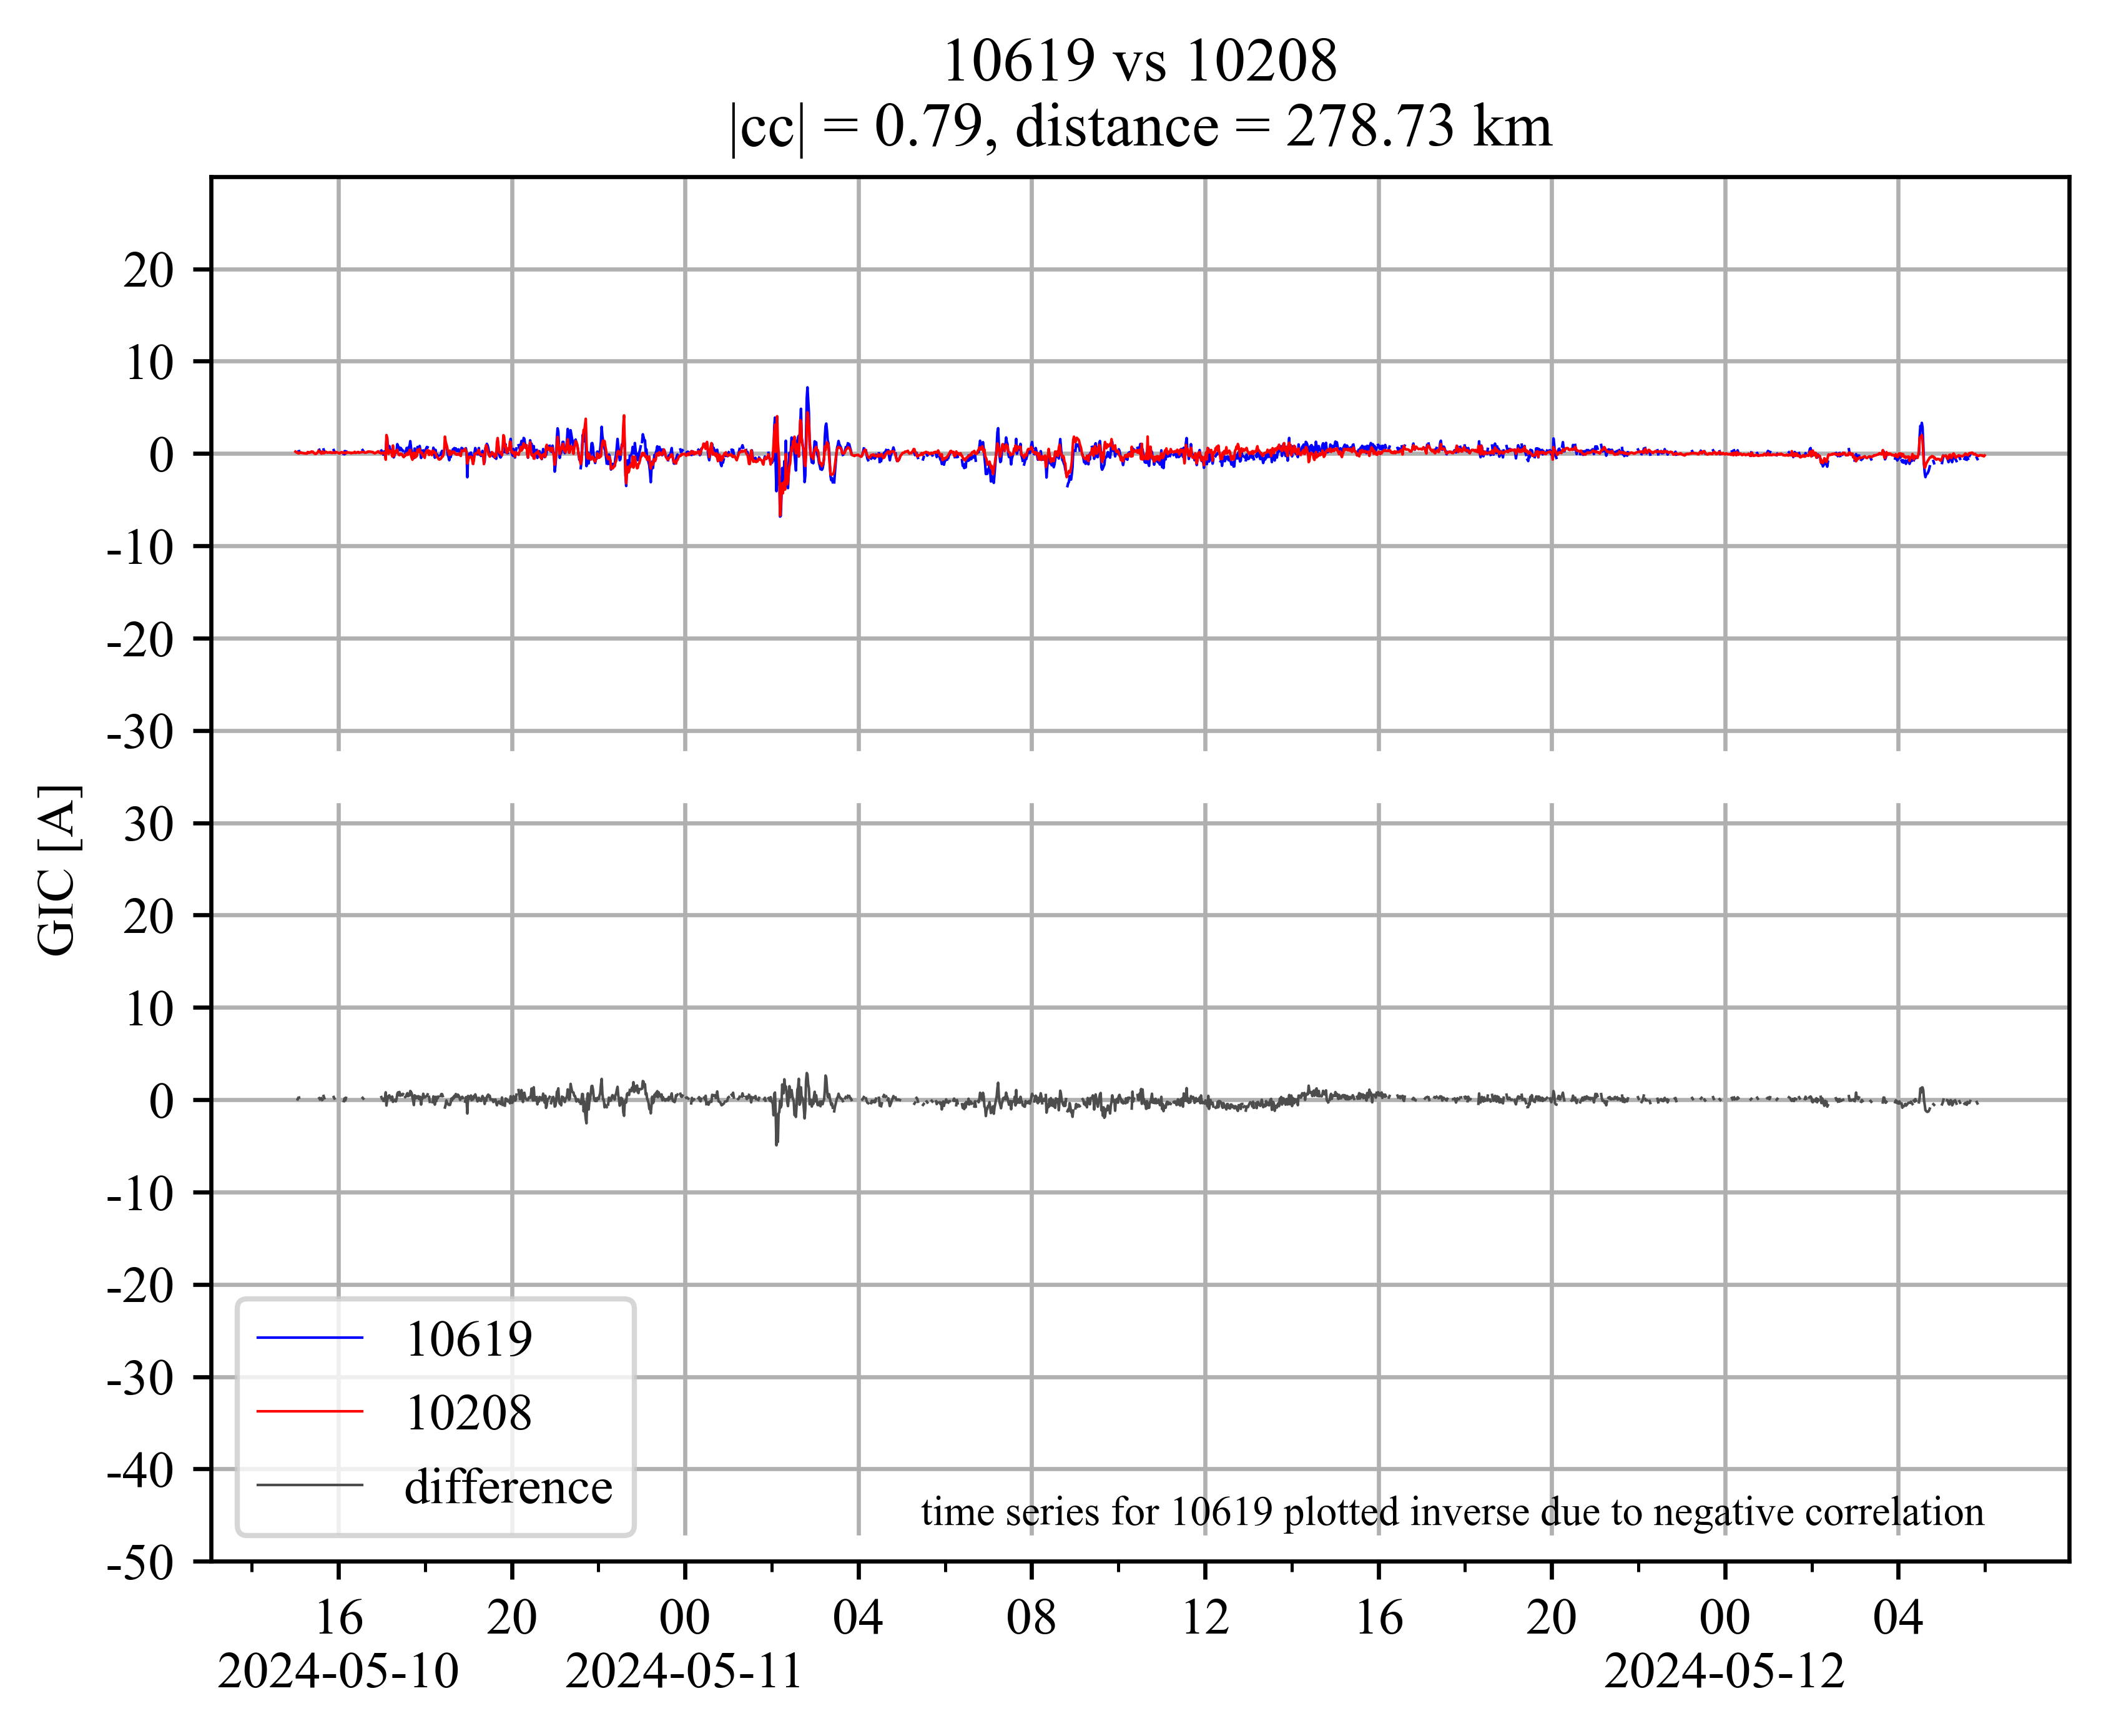 10619 vs 10208
|cc| = 0.79, distance = 278.73 km
GIC [A]
20
10
0
-10
-20
-30
30
20
10
0
-10
-20
-30
-40
-50
10619
10208
difference
time series for 10619 plotted inverse due to negative correlation
16 20 00 04 08 12 16 20 00 04
2024-05-10 2024-05-11 2024-05-12